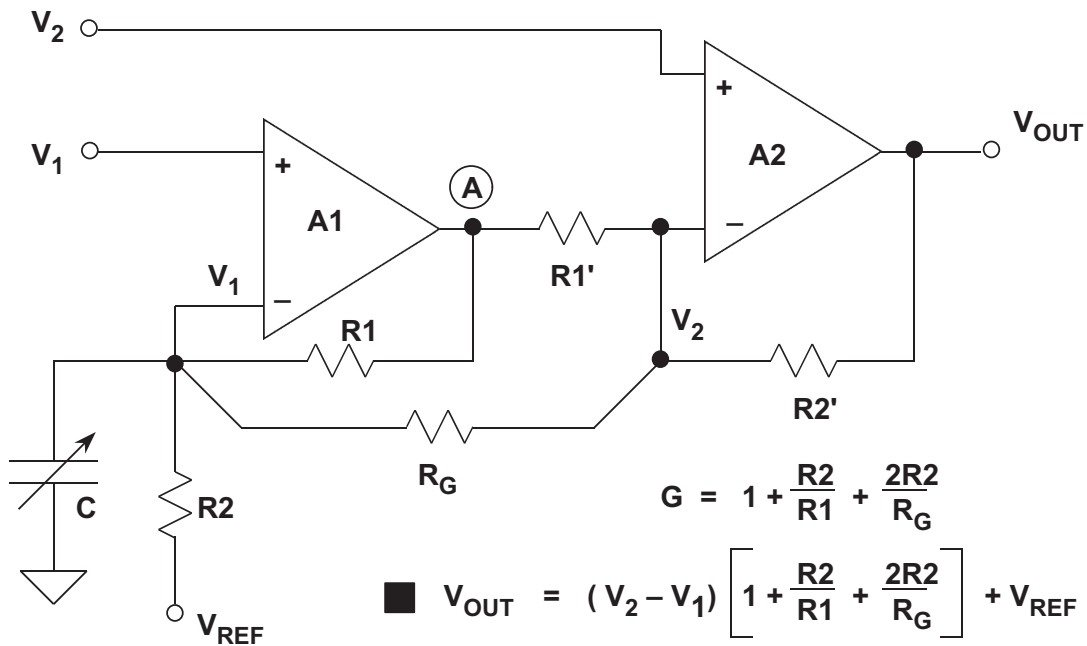 V2
V1
+
A1
–
V1
A
R1
R1'
RG
+
A2
–
VOUT
V2
R2'
C
R2
VREF
G = 1 + R2/R1 + 2R2/RG
VOUT = ( V2 – V1) [1 + R2/R1 + 2R2/RG] + VREF